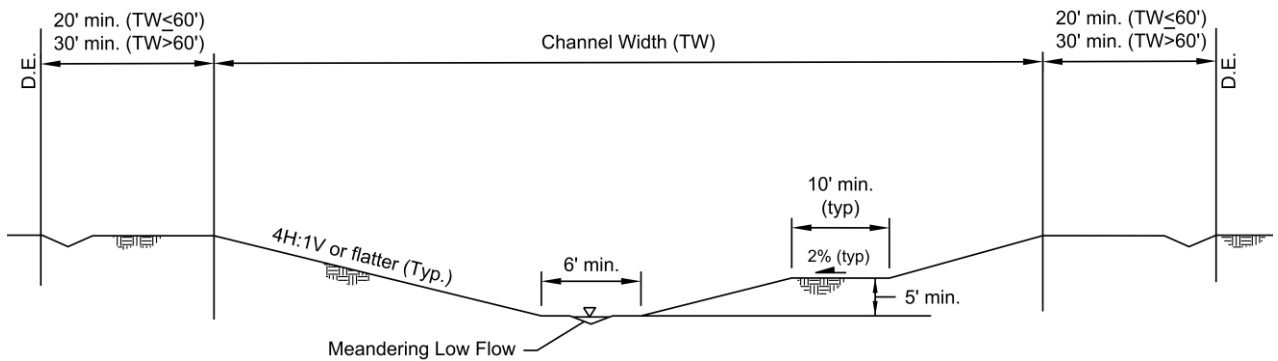 20' min. (TW≤60')
30' min. (TW>60')
D.E.
Channel Width (TW)
20' min. (TW≤60')
30' min. (TW>60')
D.E.
10' min.
(typ)
4H:1V or flatter (Typ.)
6' min.
2% (typ)
5' min.
Meandering Low Flow